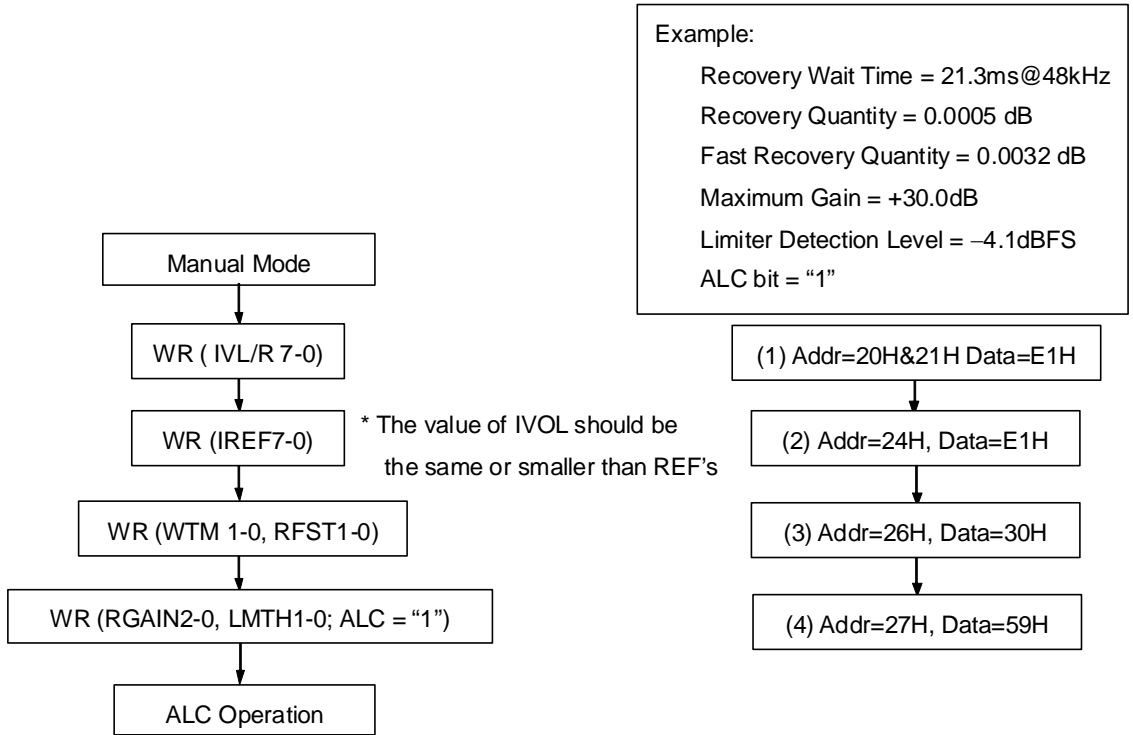 Example:
Recovery Wait Time = 21.3ms@48kHz
Recovery Quantity = 0.0005 dB
Fast Recovery Quantity = 0.0032 dB
Maximum Gain = +30.0dB
Limiter Detection Level = −4.1dBFS
ALC bit = “1”
Manual Mode
WR ( IVL/R 7-0)
WR (IREF7-0)
* The value of IVOL should be
the same or smaller than REF’s
WR (WTM 1-0, RFST1-0)
WR (RGAIN2-0, LMTH1-0; ALC = “1”)
ALC Operation
(1) Addr=20H&21H Data=E1H
(2) Addr=24H, Data=E1H
(3) Addr=26H, Data=30H
(4) Addr=27H, Data=59H